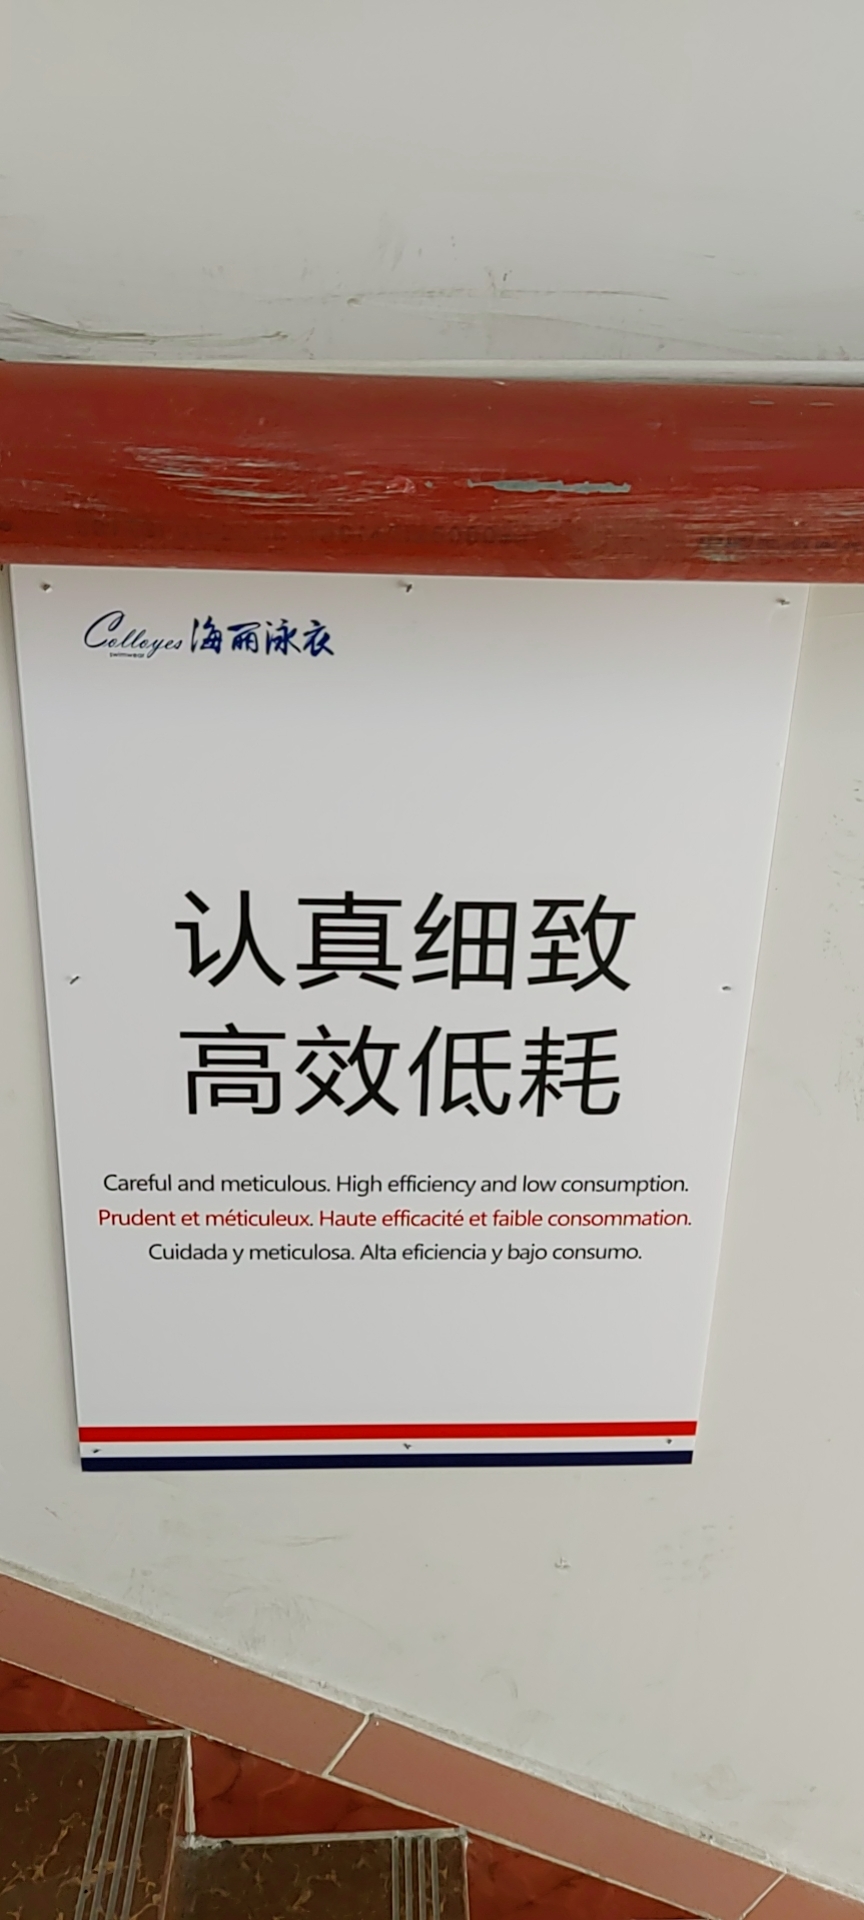 Colloyes 海丽泳衣
swimwear
认真细致
高效低耗
Careful and meticulous. High efficiency and low consumption.
Prudent et méticuleux. Haute efficacité et faible consommation.
Cuidada y meticulosa. Alta eficiencia y bajo consumo.